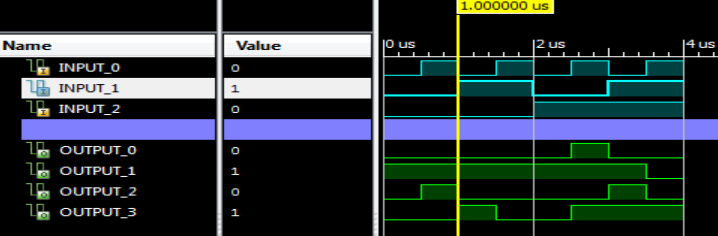 1.000000 us
Name Value 0 us 2 us 4 us
INPUT_0 0
INPUT_1 1
INPUT_2 0
OUTPUT_0 0
OUTPUT_1 1
OUTPUT_2 0
OUTPUT_3 1